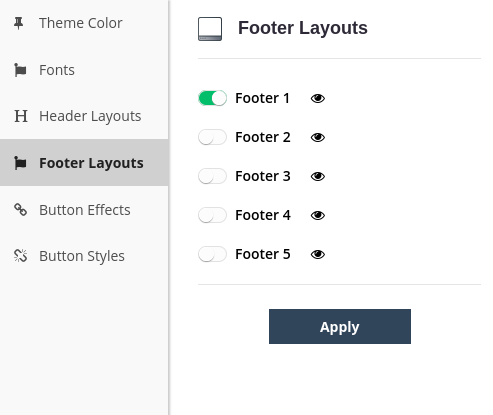 Theme Color
Fonts
Header Layouts
Footer Layouts
Button Effects
Button Styles
Footer Layouts
Footer 1
Footer 2
Footer 3
Footer 4
Footer 5
Apply